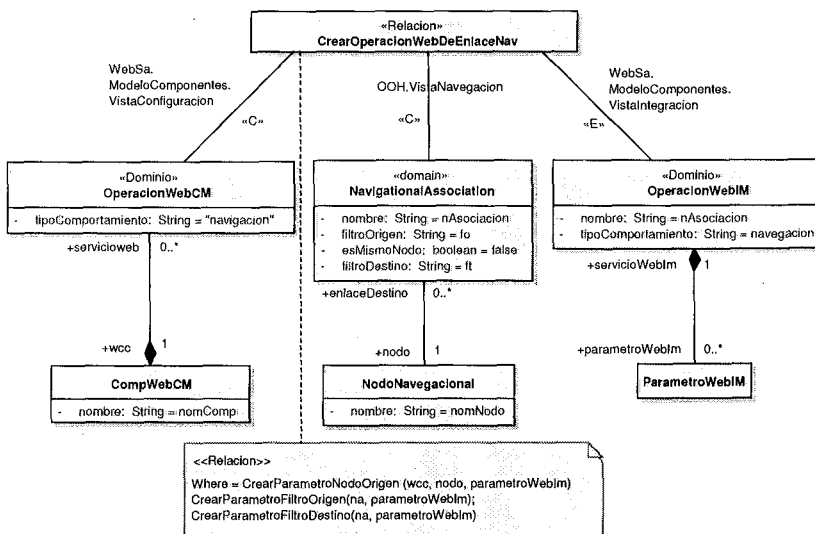 «Relacion»
CrearOperacionWebDeEnlaceNav
WebSa.
ModeloComponentes.
VistaConfiguracion
OOH.VistaNavegacion
WebSa.
ModeloComponentes.
VistaIntegracion
«C»
«C»
«E»
«Dominio»
OperacionWebCM
- tipoComportamiento: String = "navigacion"
«domain»
NavigationalAssociation
- nombre: String = nAsociacion
- filtroOrigen: String = fo
- esMismoNodo: boolean = false
- filtroDestino: String = ft
«Dominio»
OperacionWebIM
- nombre: String = nAsociacion
- tipoComportamiento: String = navegacion
+servicioweb 0..*
+enlaceDestino 0..*
+servicioWebIm 1
+wcc 1
+nodo 1
+parametroWebIm 0..*
CompWebCM
- nombre: String = nomComp
NodoNavegacional
- nombre: String = nomNodo
ParametroWebIM
<<Relacion>>
Where = CrearParametroNodoOrigen (wcc, nodo, parametroWebIm)
CrearParametroFiltroOrigen(na, parametroWebIm);
CrearParametroFiltroDestino(na, parametroWebIm)